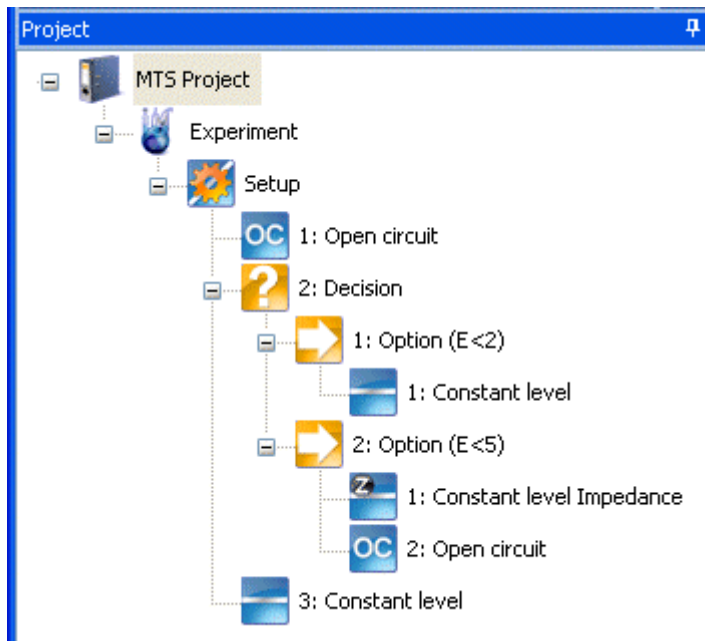 Project
MTS Project
Experiment
Setup
OC 1: Open circuit
? 2: Decision
1: Option (E<2)
1: Constant level
2: Option (E<5)
Z 1: Constant level Impedance
OC 2: Open circuit
3: Constant level